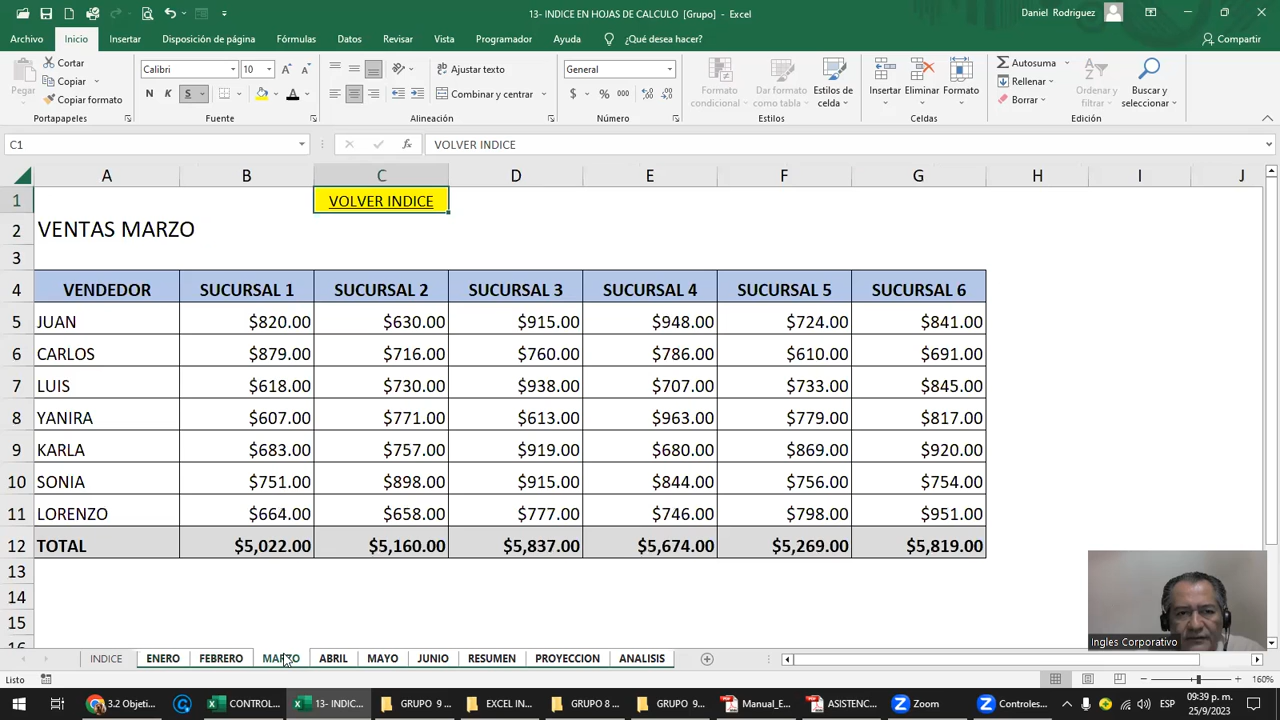 13- INDICE EN HOJAS DE CALCULO [Grupo] - Excel
Daniel Rodriguez
Archivo Inicio Insertar Disposición de página Fórmulas Datos Revisar Vista Programador Ayuda ¿Qué desea hacer? Compartir
Pegar
Cortar
Copiar
Copiar formato
Portapapeles
Calibri 10
N K S
Fuente
Ajustar texto
Combinar y centrar
Alineación
General
$ % 000
Número
Formato condicional
Dar formato como tabla
Estilos de celda
Estilos
Insertar Eliminar Formato
Celdas
Autosuma
Rellenar
Borrar
Ordenar y filtrar
Buscar y seleccionar
Edición
C1 VOLVER INDICE
A B C D E F G H I J
1 VOLVER INDICE
2 VENTAS MARZO
3
4 VENDEDOR SUCURSAL 1 SUCURSAL 2 SUCURSAL 3 SUCURSAL 4 SUCURSAL 5 SUCURSAL 6
5 JUAN $820.00 $630.00 $915.00 $948.00 $724.00 $841.00
6 CARLOS $879.00 $716.00 $760.00 $786.00 $610.00 $691.00
7 LUIS $618.00 $730.00 $938.00 $707.00 $733.00 $845.00
8 YANIRA $607.00 $771.00 $613.00 $963.00 $779.00 $817.00
9 KARLA $683.00 $757.00 $919.00 $680.00 $869.00 $920.00
10 SONIA $751.00 $898.00 $915.00 $844.00 $756.00 $754.00
11 LORENZO $664.00 $658.00 $777.00 $746.00 $798.00 $951.00
12 TOTAL $5,022.00 $5,160.00 $5,837.00 $5,674.00 $5,269.00 $5,819.00
13
14
15
16
Ingles Corporativo
INDICE ENERO FEBRERO MARZO ABRIL MAYO JUNIO RESUMEN PROYECCION ANALISIS
Listo
160%
3.2 Objeti... CONTROL... 13- INDIC... GRUPO 9 ... EXCEL IN... GRUPO 8 ... GRUPO 9... Manual_E... ASISTENC... Zoom Controles... ESP
09:39 p. m.
25/9/2023